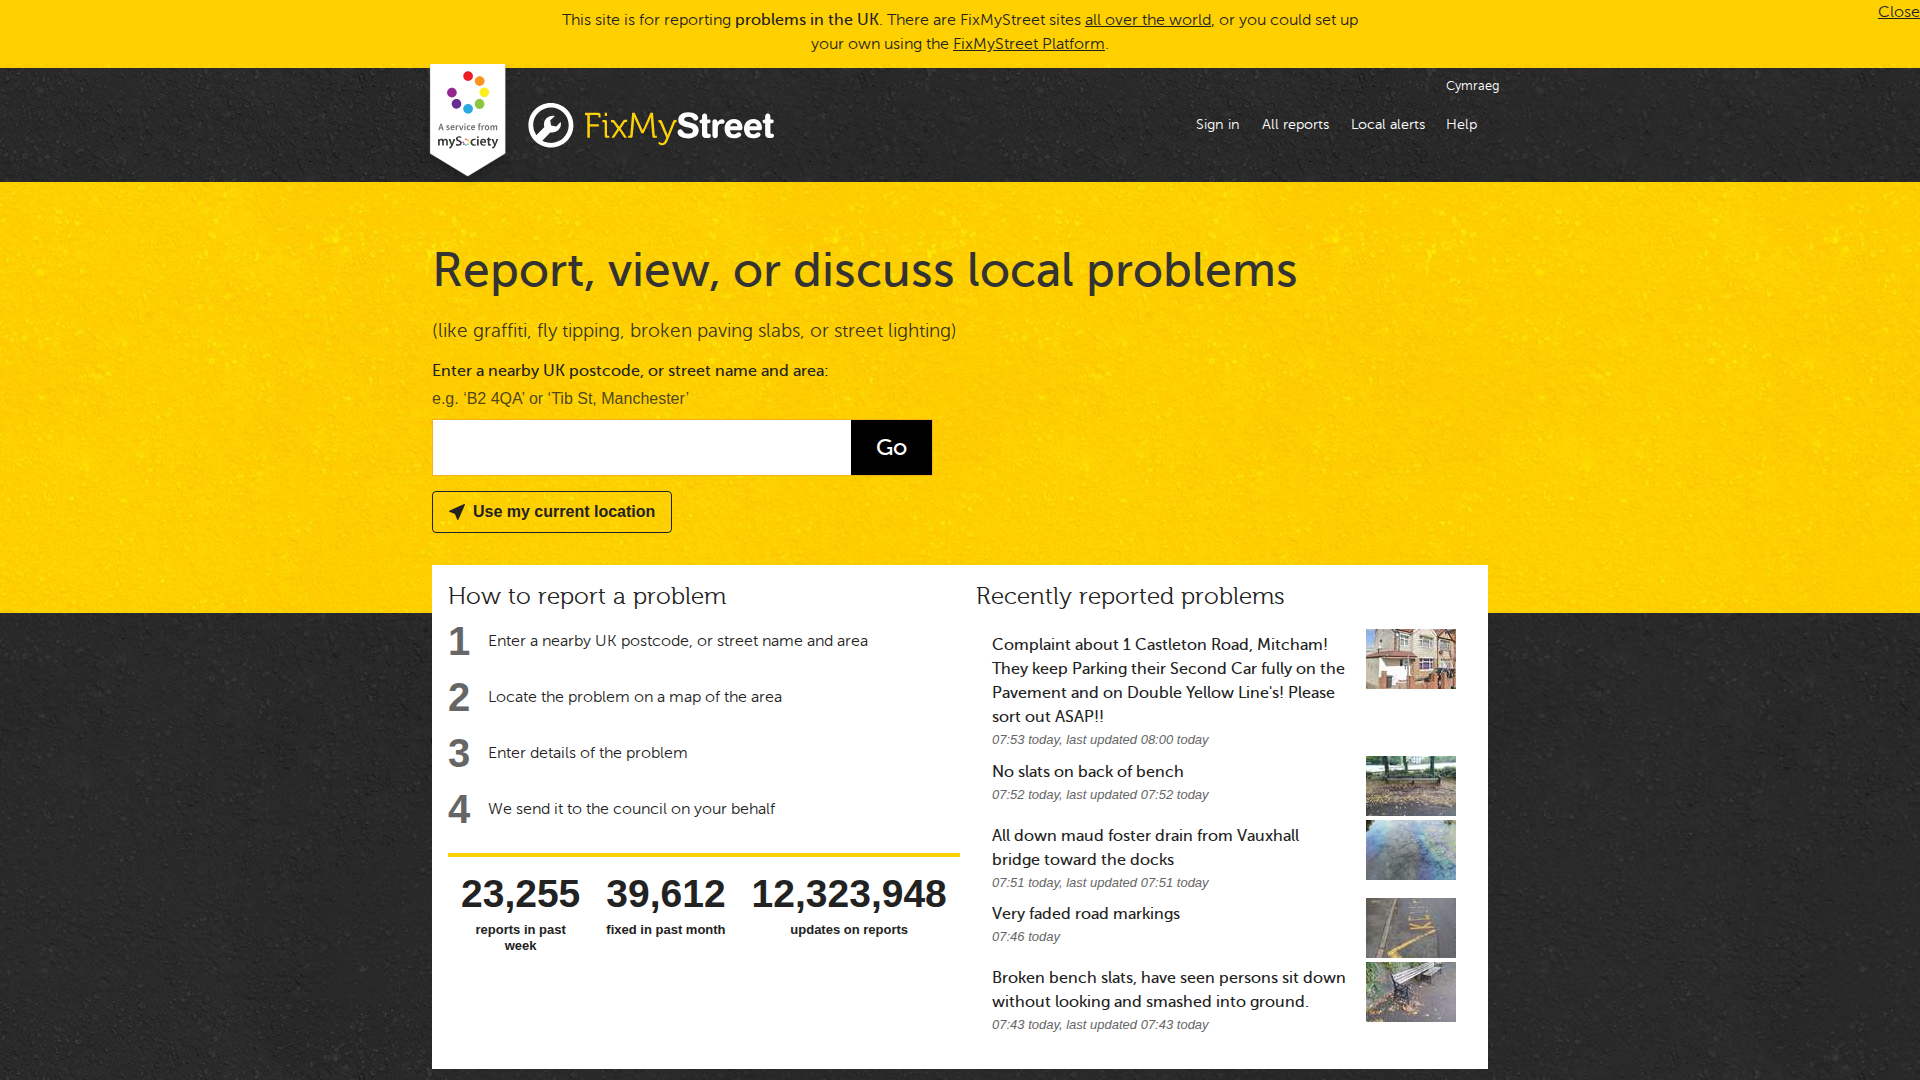 This site is for reporting problems in the UK. There are FixMyStreet sites all over the world, or you could set up
your own using the FixMyStreet Platform.
Close
Cymraeg
A service from
mySociety
FixMyStreet
Sign in
All reports
Local alerts
Help
Report, view, or discuss local problems
(like graffiti, fly tipping, broken paving slabs, or street lighting)
Enter a nearby UK postcode, or street name and area:
e.g. ‘B2 4QA’ or ‘Tib St, Manchester’
Go
Use my current location
How to report a problem
1 Enter a nearby UK postcode, or street name and area
2 Locate the problem on a map of the area
3 Enter details of the problem
4 We send it to the council on your behalf
23,255
reports in past
week
39,612
fixed in past month
12,323,948
updates on reports
Recently reported problems
Complaint about 1 Castleton Road, Mitcham!
They keep Parking their Second Car fully on the
Pavement and on Double Yellow Line's! Please
sort out ASAP!!
07:53 today, last updated 08:00 today
No slats on back of bench
07:52 today, last updated 07:52 today
All down maud foster drain from Vauxhall
bridge toward the docks
07:51 today, last updated 07:51 today
Very faded road markings
07:46 today
Broken bench slats, have seen persons sit down
without looking and smashed into ground.
07:43 today, last updated 07:43 today